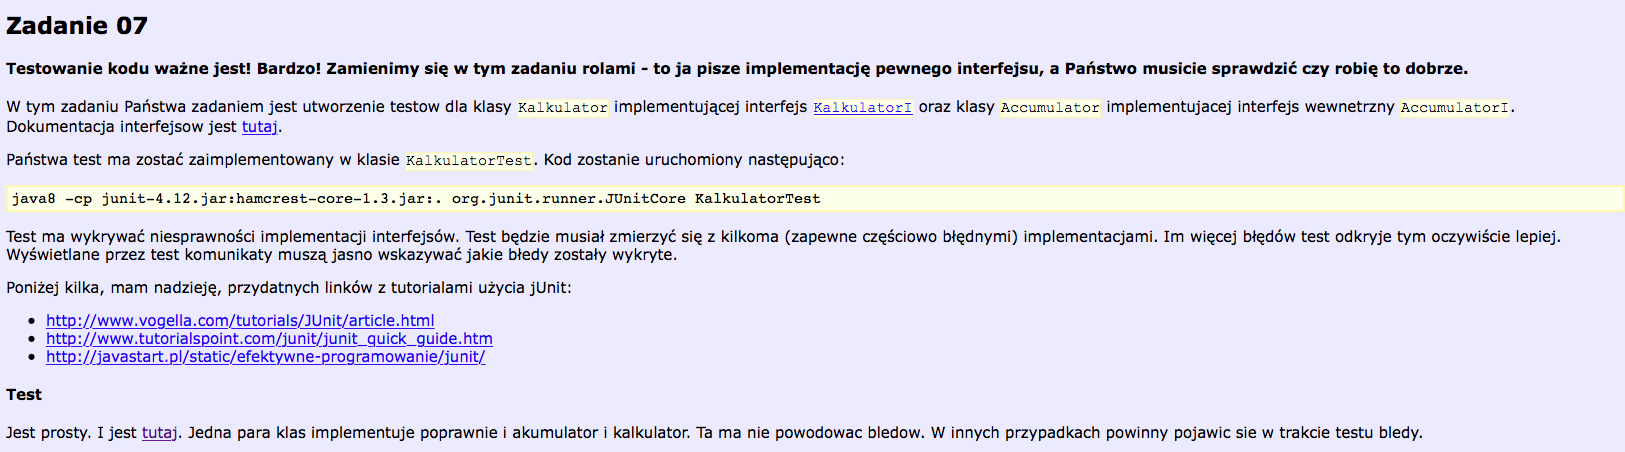 Zadanie 07
Testowanie kodu ważne jest! Bardzo! Zamienimy się w tym zadaniu rolami - to ja pisze implementację pewnego interfejsu, a Państwo musicie sprawdzić czy robię to dobrze.
W tym zadaniu Państwa zadaniem jest utworzenie testow dla klasy Kalkulator implementującej interfejs KalkulatorI oraz klasy Accumulator implementujacej interfejs wewnetrzny AccumulatorI.
Dokumentacja interfejsow jest tutaj.
Państwa test ma zostać zaimplementowany w klasie KalkulatorTest. Kod zostanie uruchomiony następująco:
java8 -cp junit-4.12.jar:hamcrest-core-1.3.jar:. org.junit.runner.JUnitCore KalkulatorTest
Test ma wykrywać niesprawności implementacji interfejsów. Test będzie musiał zmierzyć się z kilkoma (zapewne częściowo błędnymi) implementacjami. Im więcej błędów test odkryje tym oczywiście lepiej.
Wyświetlane przez test komunikaty muszą jasno wskazywać jakie błedy zostały wykryte.
Poniżej kilka, mam nadzieję, przydatnych linków z tutorialami użycia jUnit:
• http://www.vogella.com/tutorials/JUnit/article.html
• http://www.tutorialspoint.com/junit/junit_quick_guide.htm
• http://javastart.pl/static/efektywne-programowanie/junit/
Test
Jest prosty. I jest tutaj. Jedna para klas implementuje poprawnie i akumulator i kalkulator. Ta ma nie powodowac bledow. W innych przypadkach powinny pojawic sie w trakcie testu bledy.